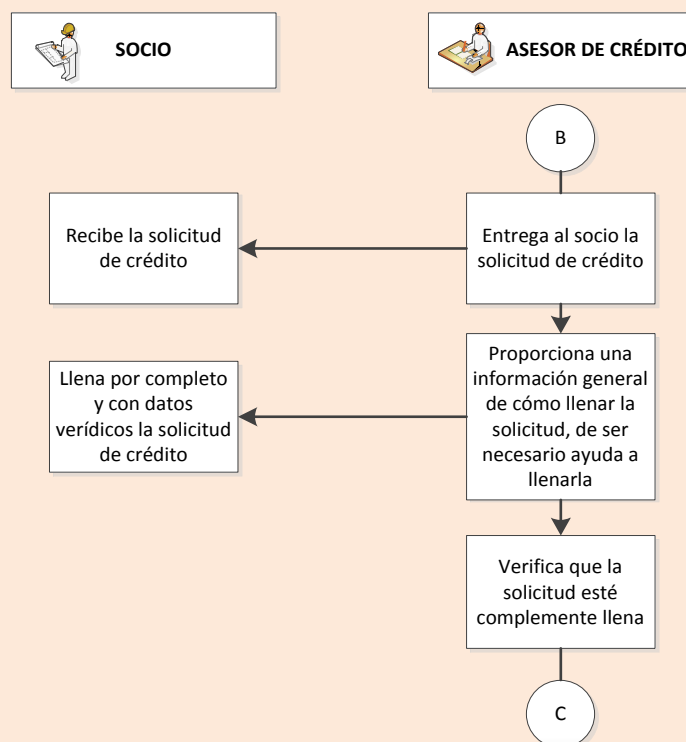 SOCIO
ASESOR DE CRÉDITO
B
Recibe la solicitud
de crédito
Entrega al socio la
solicitud de crédito
Llena por completo
y con datos
verídicos la solicitud
de crédito
Proporciona una
información general
de cómo llenar la
solicitud, de ser
necesario ayuda a
llenarla
Verifica que la
solicitud esté
complemente llena
C